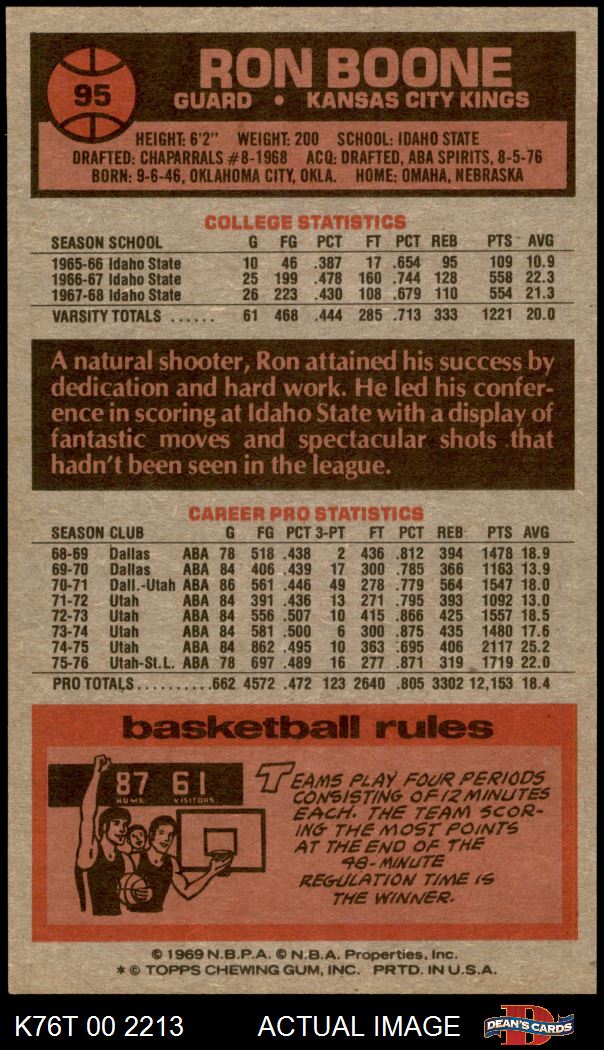 95
RON BOONE
GUARD • KANSAS CITY KINGS
HEIGHT: 6'2" WEIGHT: 200 SCHOOL: IDAHO STATE
DRAFTED: CHAPARRALS #8-1968 ACQ: DRAFTED, ABA SPIRITS, 8-5-76
BORN: 9-6-46, OKLAHOMA CITY, OKLA. HOME: OMAHA, NEBRASKA
COLLEGE STATISTICS
SEASON SCHOOL G FG PCT FT PCT REB PTS AVG
1965-66 Idaho State 10 46 .387 17 .654 95 109 10.9
1966-67 Idaho State 25 199 .478 160 .744 128 558 22.3
1967-68 Idaho State 26 223 .430 108 .679 110 554 21.3
VARSITY TOTALS ...... 61 468 .444 285 .713 333 1221 20.0
A natural shooter, Ron attained his success by
dedication and hard work. He led his confer-
ence in scoring at Idaho State with a display of
fantastic moves and spectacular shots that
hadn't been seen in the league.
CAREER PRO STATISTICS
SEASON CLUB G FG PCT 3-PT FT PCT REB PTS AVG
68-69 Dallas ABA 78 518 .438 2 436 .812 394 1478 18.9
69-70 Dallas ABA 84 406 .439 17 300 .785 366 1163 13.9
70-71 Dall.-Utah ABA 86 561 .446 49 278 .779 564 1547 18.0
71-72 Utah ABA 84 391 .436 13 271 .795 393 1092 13.0
72-73 Utah ABA 84 556 .507 10 415 .866 425 1557 18.5
73-74 Utah ABA 84 581 .500 6 300 .875 435 1480 17.6
74-75 Utah ABA 84 862 .495 10 363 .695 406 2117 25.2
75-76 Utah-St.L. ABA 78 697 .489 16 277 .871 319 1719 22.0
PRO TOTALS..........662 4572 .472 123 2640 .805 3302 12,153 18.4
basketball rules
87 61
HOME VISITORS
TEAMS PLAY FOUR PERIODS
CONSISTING OF 12 MINUTES
EACH. THE TEAM SCOR-
ING THE MOST POINTS
AT THE END OF THE
48-MINUTE
REGULATION TIME IS
THE WINNER.
© 1969 N.B.P.A. © N.B.A. Properties, Inc.
* © TOPPS CHEWING GUM, INC. PRTD. IN U.S.A.
K76T 00 2213 ACTUAL IMAGE
D
DEAN'S CARDS